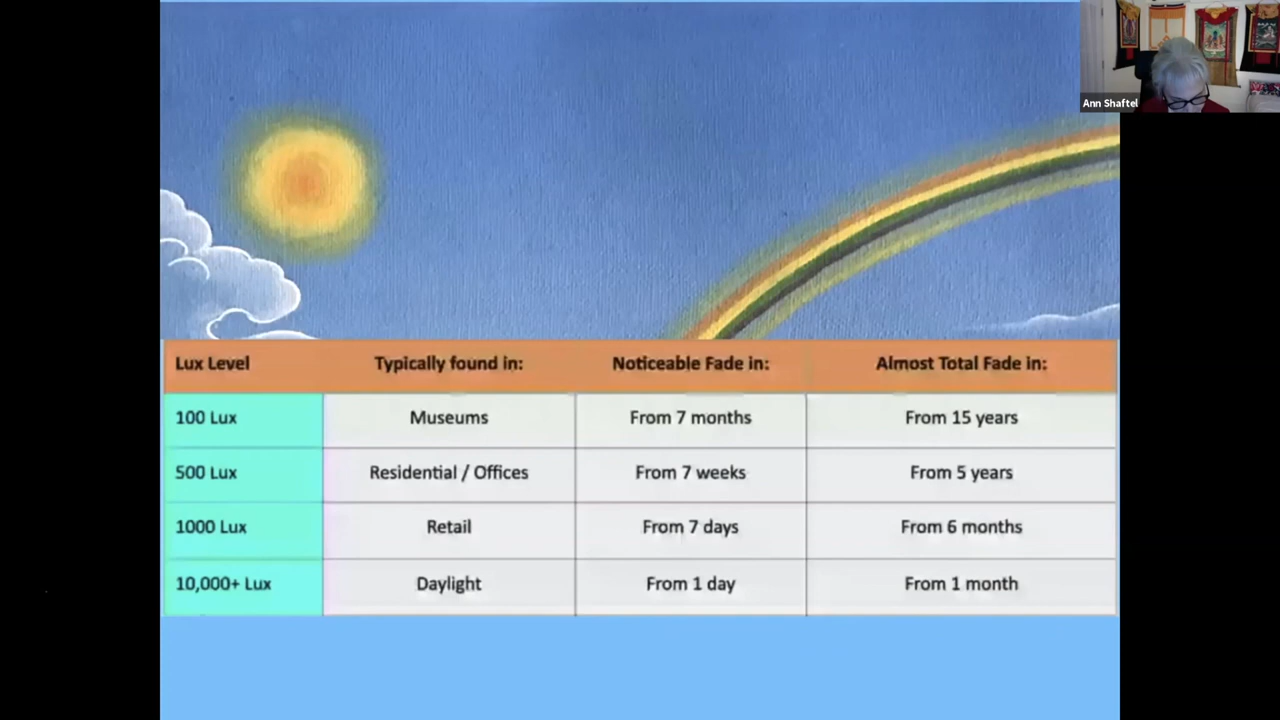 Ann Shaftel
Lux Level Typically found in: Noticeable Fade in: Almost Total Fade in:
100 Lux Museums From 7 months From 15 years
500 Lux Residential / Offices From 7 weeks From 5 years
1000 Lux Retail From 7 days From 6 months
10,000+ Lux Daylight From 1 day From 1 month